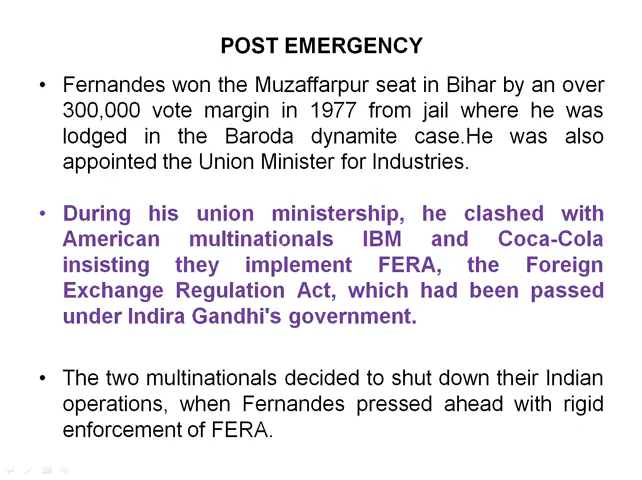 POST EMERGENCY
• Fernandes won the Muzaffarpur seat in Bihar by an over
300,000 vote margin in 1977 from jail where he was
lodged in the Baroda dynamite case.He was also
appointed the Union Minister for Industries.
• During his union ministership, he clashed with
American multinationals IBM and Coca-Cola
insisting they implement FERA, the Foreign
Exchange Regulation Act, which had been passed
under Indira Gandhi's government.
• The two multinationals decided to shut down their Indian
operations, when Fernandes pressed ahead with rigid
enforcement of FERA.